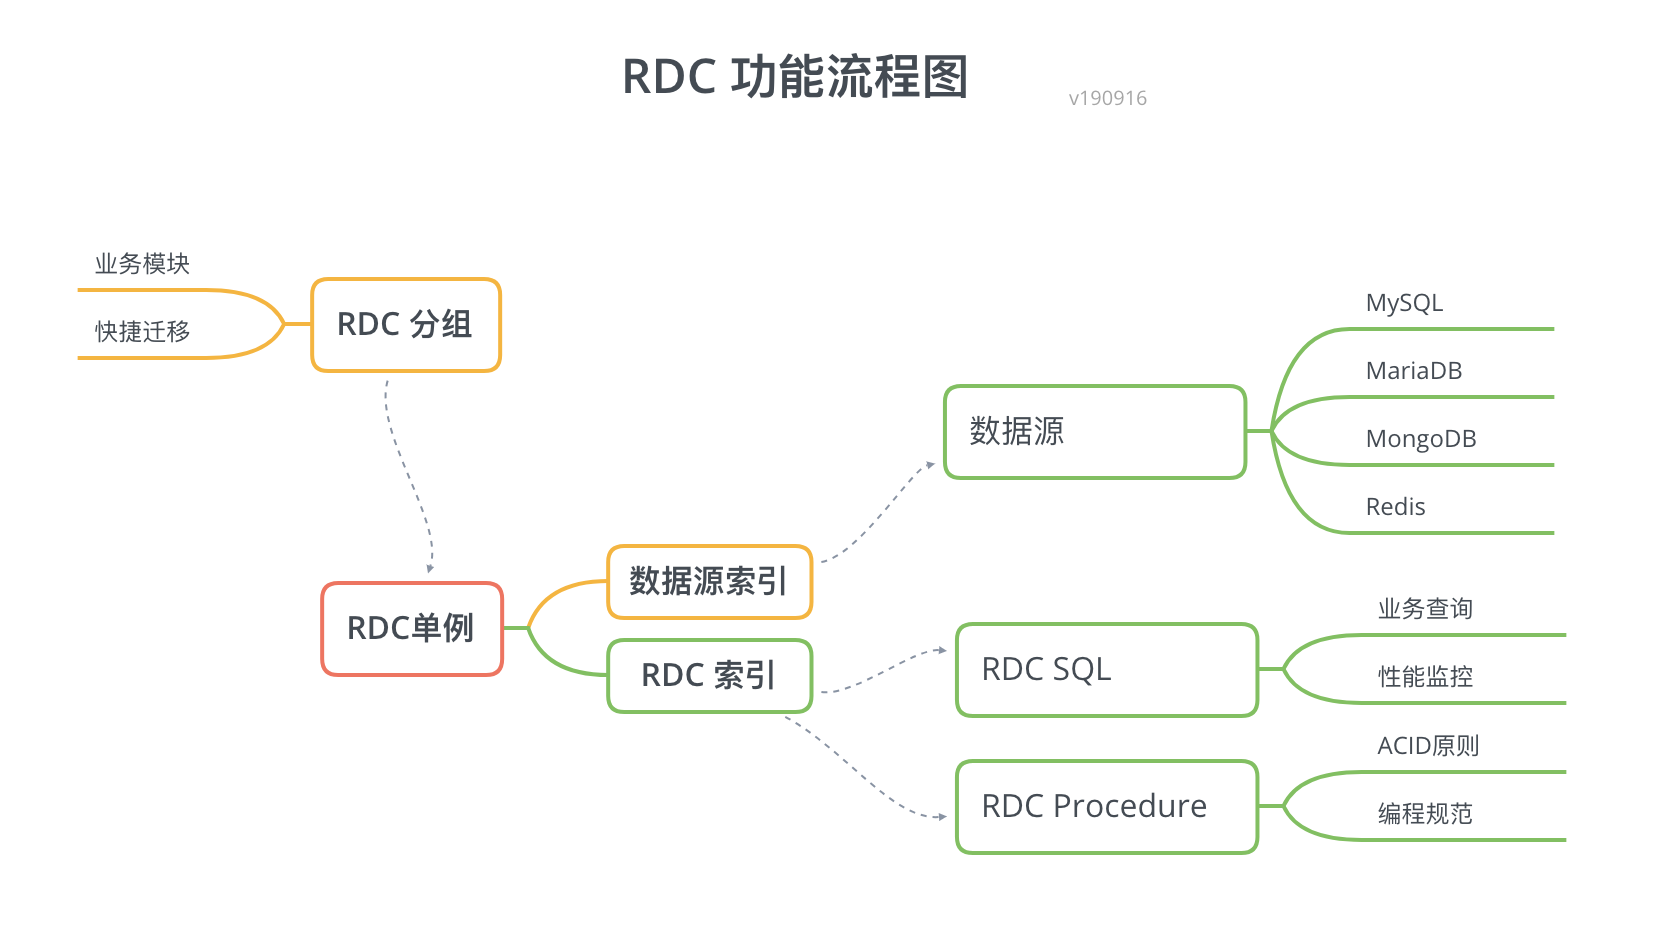 RDC 功能流程图
v190916
业务模块
快捷迁移
RDC 分组
MySQL
MariaDB
MongoDB
Redis
数据源
数据源索引
RDC单例
RDC 索引
业务查询
性能监控
RDC SQL
ACID原则
编程规范
RDC Procedure